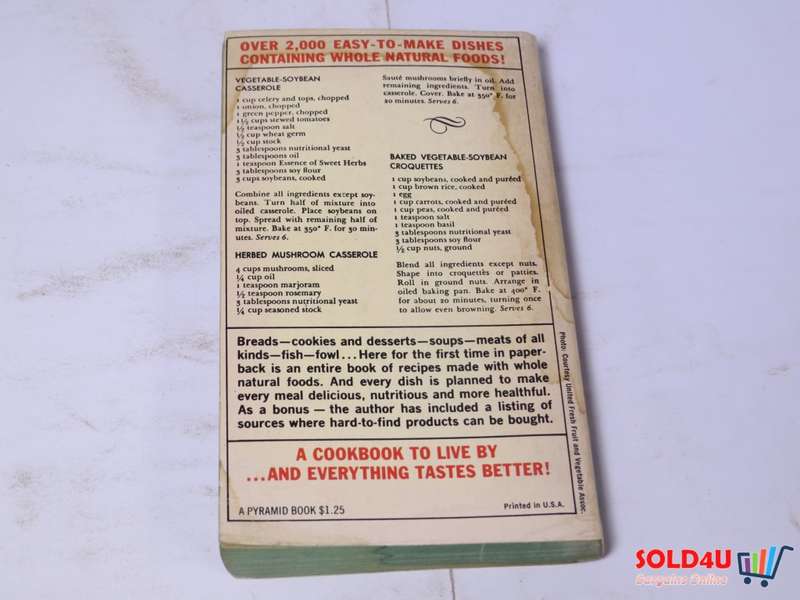 OVER 2,000 EASY-TO-MAKE DISHES
CONTAINING WHOLE NATURAL FOODS!
VEGETABLE-SOYBEAN
CASSEROLE
1 cup celery and tops, chopped
1 onion, chopped
1 green pepper, chopped
1½ cups stewed tomatoes
½ teaspoon salt
½ cup wheat germ
½ cup stock
3 tablespoons nutritional yeast
3 tablespoons oil
1 teaspoon Essence of Sweet Herbs
3 tablespoons soy flour
3 cups soybeans, cooked
Combine all ingredients except soy-
beans. Turn half of mixture into
oiled casserole. Place soybeans on
top. Spread with remaining half of
mixture. Bake at 350° F. for 30 min-
utes. Serves 6.
HERBED MUSHROOM CASSEROLE
4 cups mushrooms, sliced
¼ cup oil
1 teaspoon marjoram
½ teaspoon rosemary
3 tablespoons nutritional yeast
¼ cup seasoned stock
Sauté mushrooms briefly in oil. Add
remaining ingredients. Turn into
casserole. Cover. Bake at 350° F. for
20 minutes. Serves 6.
BAKED VEGETABLE-SOYBEAN
CROQUETTES
1 cup soybeans, cooked and puréed
1 cup brown rice, cooked
1 egg
1 cup carrots, cooked and puréed
1 cup peas, cooked and puréed
1 teaspoon salt
1 teaspoon basil
3 tablespoons nutritional yeast
3 tablespoons soy flour
½ cup nuts, ground
Blend all ingredients except nuts.
Shape into croquettes or patties.
Roll in ground nuts. Arrange in
oiled baking pan. Bake at 400° F.
for about 20 minutes, turning once
to allow even browning. Serves 6.
Breads—cookies and desserts—soups—meats of all
kinds—fish—fowl...Here for the first time in paper-
back is an entire book of recipes made with whole
natural foods. And every dish is planned to make
every meal delicious, nutritious and more healthful.
As a bonus — the author has included a listing of
sources where hard-to-find products can be bought.
A COOKBOOK TO LIVE BY
...AND EVERYTHING TASTES BETTER!
A PYRAMID BOOK $1.25
Printed in U.S.A.
Photo: Courtesy United Fresh Fruit and Vegetable Assoc.
SOLD4U
Bargains Online